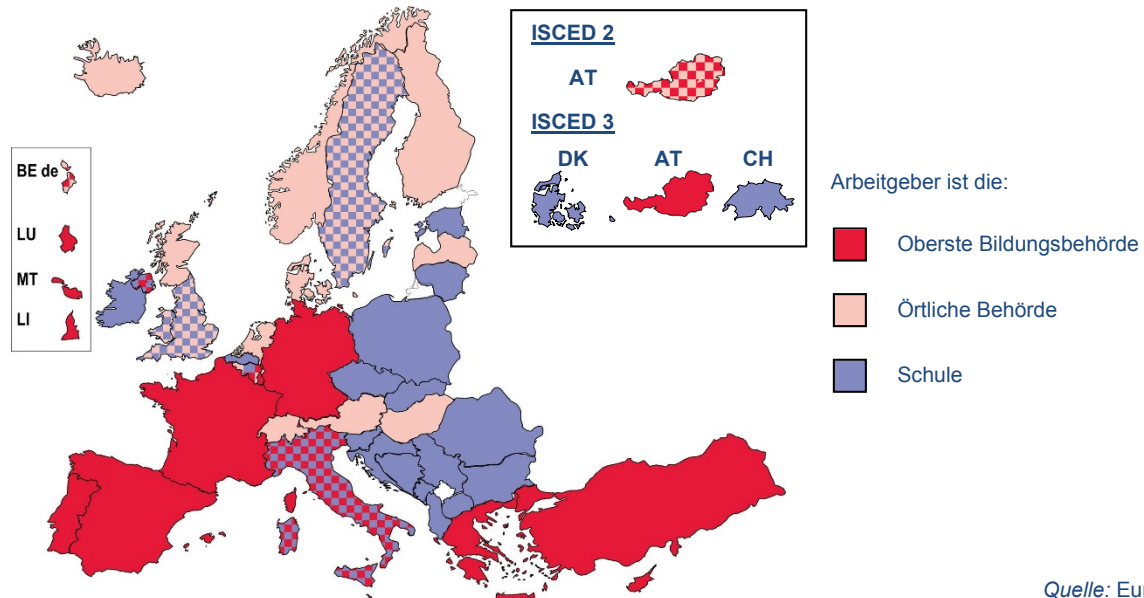 ISCED 2
AT
ISCED 3
DK AT CH
BE de
LU
MT
LI
Arbeitgeber ist die:
Oberste Bildungsbehörde
Örtliche Behörde
Schule
Quelle: Eur